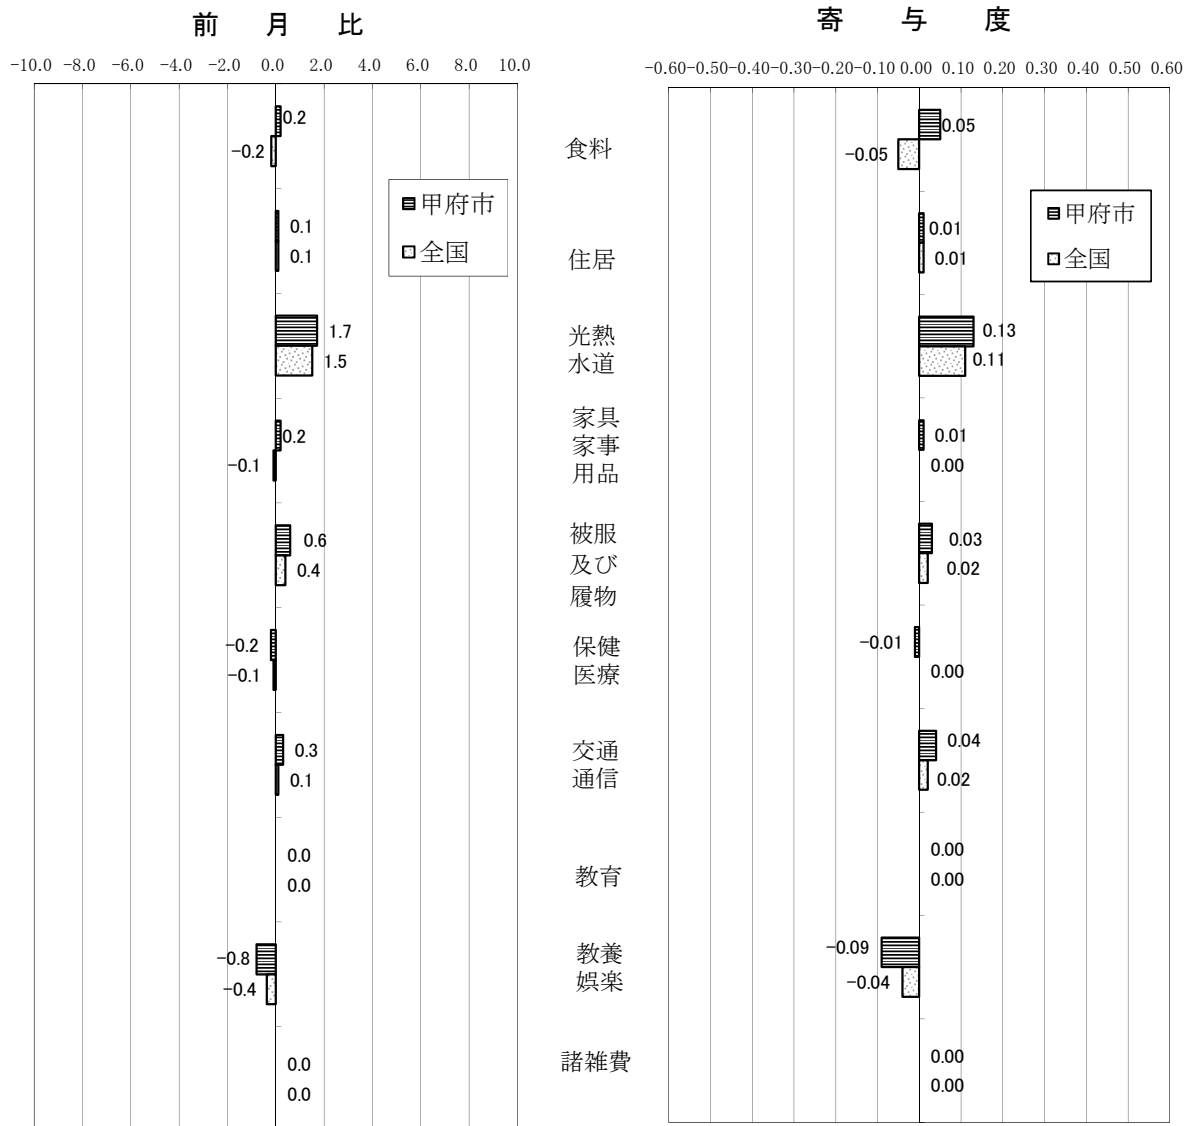 前月比
-10.0 -8.0 -6.0 -4.0 -2.0 0.0 2.0 4.0 6.0 8.0 10.0
0.2
-0.2
0.1
0.1
1.7
1.5
0.2
-0.1
0.6
0.4
-0.2
-0.1
0.3
0.1
0.0
0.0
-0.8
-0.4
0.0
0.0
甲府市
全国
食料
住居
光熱
水道
家具
家事
用品
被服
及び
履物
保健
医療
交通
通信
教育
教養
娯楽
諸雑費
寄与度
-0.60 -0.50 -0.40 -0.30 -0.20 -0.10 0.00 0.10 0.20 0.30 0.40 0.50 0.60
0.05
-0.05
0.01
0.01
0.13
0.11
0.01
0.00
0.03
0.02
-0.01
0.00
0.04
0.02
0.00
0.00
-0.09
-0.04
0.00
0.00
甲府市
全国